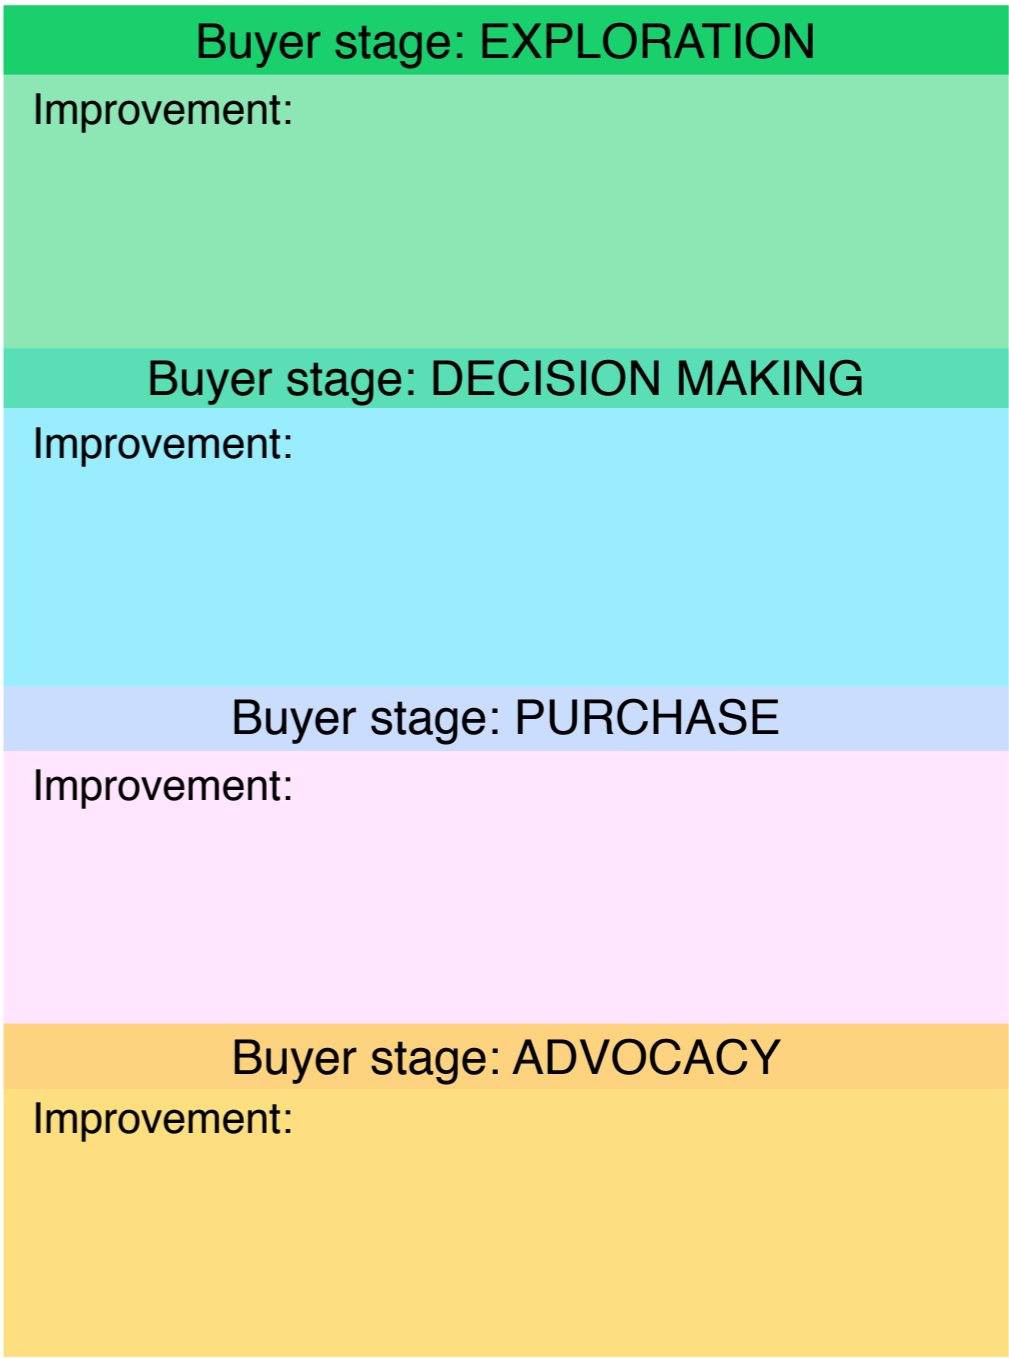 Buyer stage: EXPLORATION
Improvement:
Buyer stage: DECISION MAKING
Improvement:
Buyer stage: PURCHASE
Improvement:
Buyer stage: ADVOCACY
Improvement: